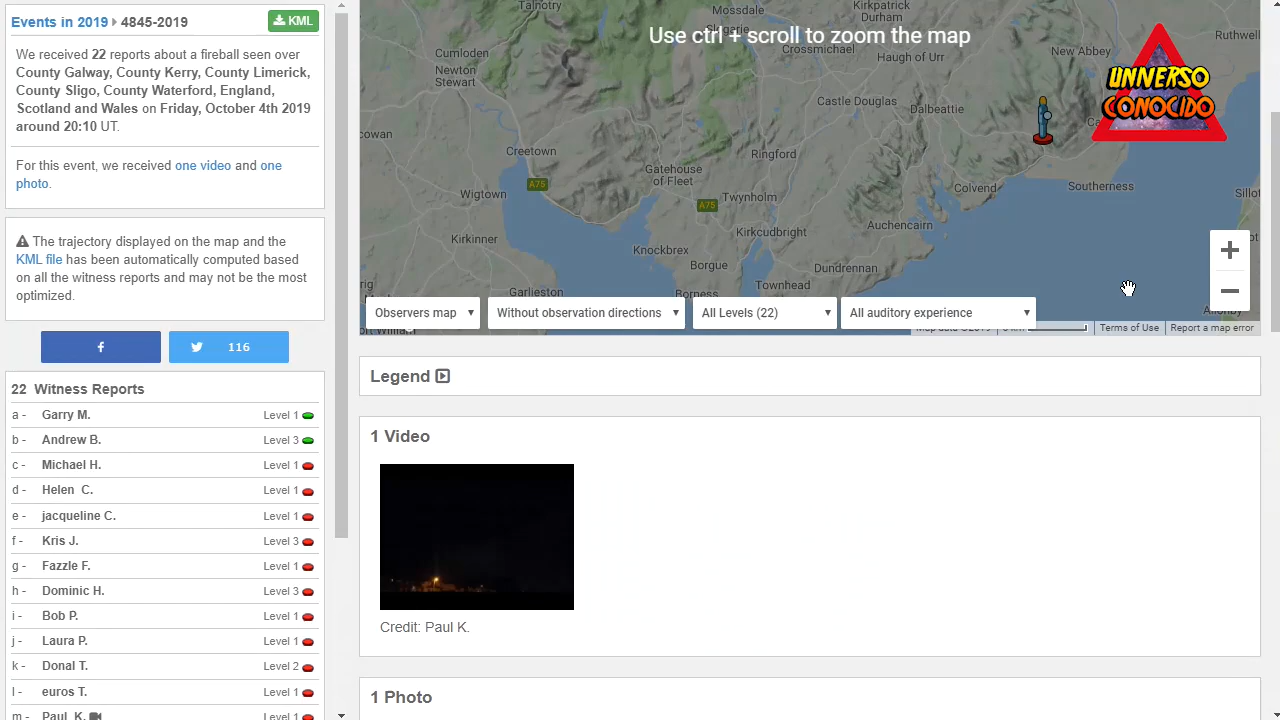 Events in 2019 4845-2019
KML
We received 22 reports about a fireball seen over
County Galway, County Kerry, County Limerick,
County Sligo, County Waterford, England,
Scotland and Wales on Friday, October 4th 2019
around 20:10 UT.
For this event, we received one video and one
photo.
The trajectory displayed on the map and the
KML file has been automatically computed based
on all the witness reports and may not be the most
optimized.
116
22 Witness Reports
a - Garry M. Level 1
b - Andrew B. Level 3
c - Michael H. Level 1
d - Helen C. Level 1
e - jacqueline C. Level 1
f - Kris J. Level 3
g - Fazzle F. Level 1
h - Dominic H. Level 3
i - Bob P. Level 1
j - Laura P. Level 1
k - Donal T. Level 2
l - euros T. Level 1
m - Paul K. Level 1
Use ctrl + scroll to zoom the map
Talnotry
Mossdale
Kirkpatrick
Durham
Crossmichael
Haugh of Urr
New Abbey
Ruthwell
Cumloden
Newton
Stewart
Castle Douglas
Dalbeattie
UNIVERSO
CONOCIDO
cowan
Creetown
Ringford
A75
Gatehouse
of Fleet
Colvend
Southerness
Wigtown
Twynholm
A75
Auchencairn
Kirkinner
Kirkcudbright
Knockbrex
Borgue
Dundrennan
Townhead
Garlieston
Borness
Observers map
Without observation directions
All Levels (22)
All auditory experience
Terms of Use
Report a map error
Legend
1 Video
Credit: Paul K.
1 Photo